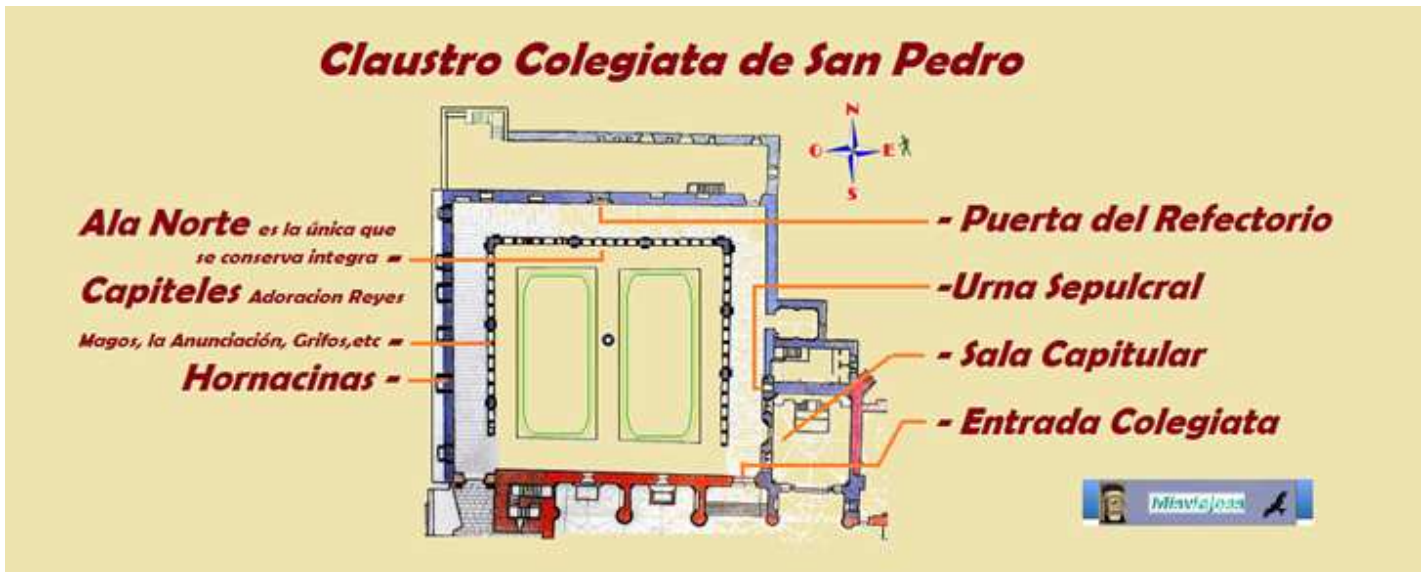 Claustro Colegiata de San Pedro
N
O E
S
Ala Norte es la única que
se conserva integra -
Capiteles Adoracion Reyes
Magos, la Anunciación, Grifos,etc -
Hornacinas -
- Puerta del Refectorio
-Urna Sepulcral
- Sala Capitular
- Entrada Colegiata
Misviajess